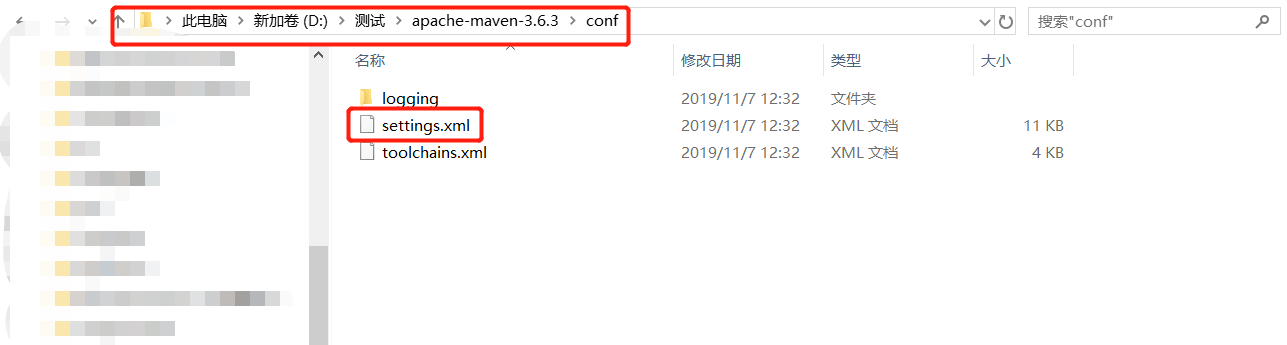 此电脑 > 新加卷 (D:) > 测试 > apache-maven-3.6.3 > conf
搜索"conf"
名称 修改日期 类型 大小
logging 2019/11/7 12:32 文件夹
settings.xml 2019/11/7 12:32 XML 文档 11 KB
toolchains.xml 2019/11/7 12:32 XML 文档 4 KB